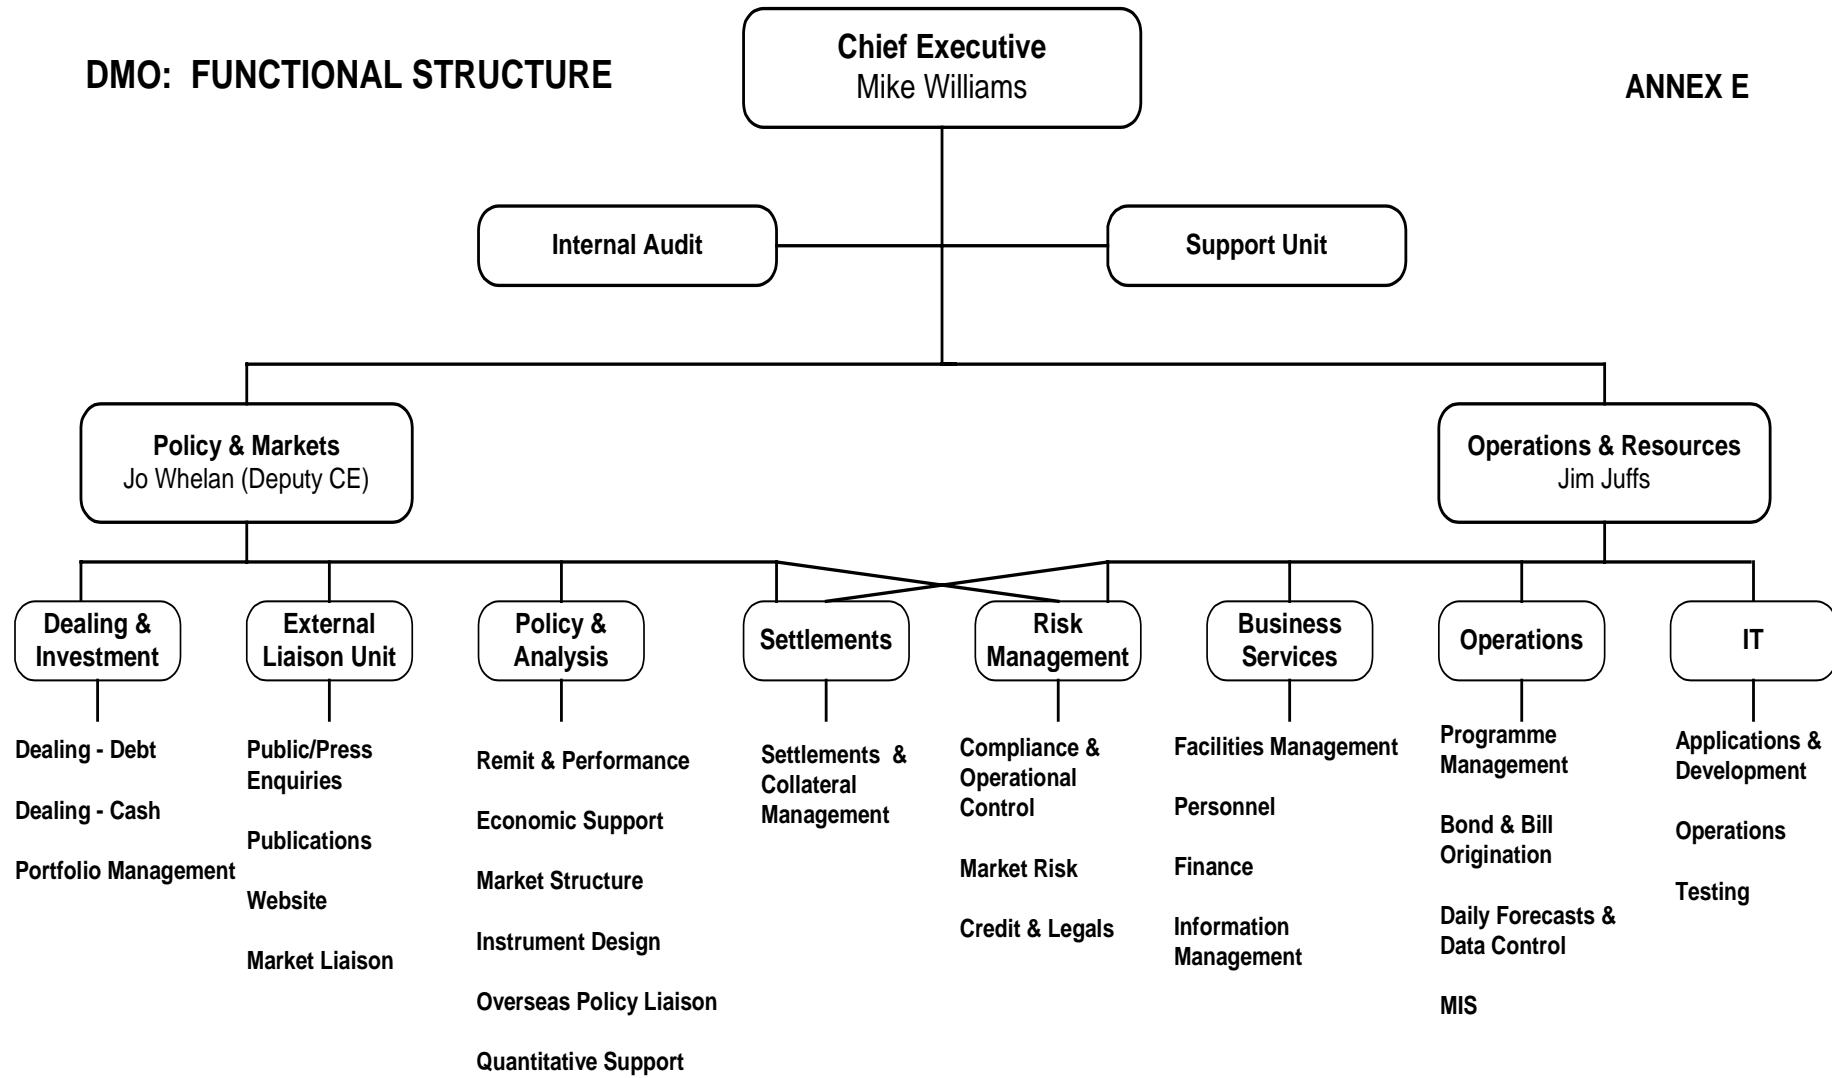 DMO: FUNCTIONAL STRUCTURE
Chief Executive
Mike Williams
ANNEX E
Internal Audit
Support Unit
Policy & Markets
Jo Whelan (Deputy CE)
Operations & Resources
Jim Juffs
Dealing &
Investment
External
Liaison Unit
Policy &
Analysis
Settlements
Risk
Management
Business
Services
Operations
IT
Dealing - Debt
Dealing - Cash
Portfolio Management
Public/Press
Enquiries
Publications
Website
Market Liaison
Remit & Performance
Economic Support
Market Structure
Instrument Design
Overseas Policy Liaison
Quantitative Support
Settlements &
Collateral
Management
Compliance &
Operational
Control
Market Risk
Credit & Legals
Facilities Management
Personnel
Finance
Information
Management
Programme
Management
Bond & Bill
Origination
Daily Forecasts &
Data Control
MIS
Applications &
Development
Operations
Testing